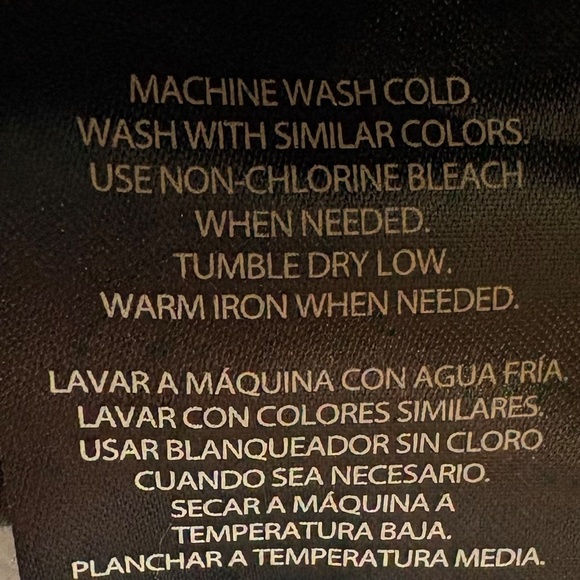 MACHINE WASH COLD.
WASH WITH SIMILAR COLORS.
USE NON-CHLORINE BLEACH
WHEN NEEDED.
TUMBLE DRY LOW.
WARM IRON WHEN NEEDED.
LAVAR A MÁQUINA CON AGUA FRÍA.
LAVAR CON COLORES SIMILARES.
USAR BLANQUEADOR SIN CLORO
CUANDO SEA NECESARIO.
SECAR A MÁQUINA A
TEMPERATURA BAJA.
PLANCHAR A TEMPERATURA MEDIA.